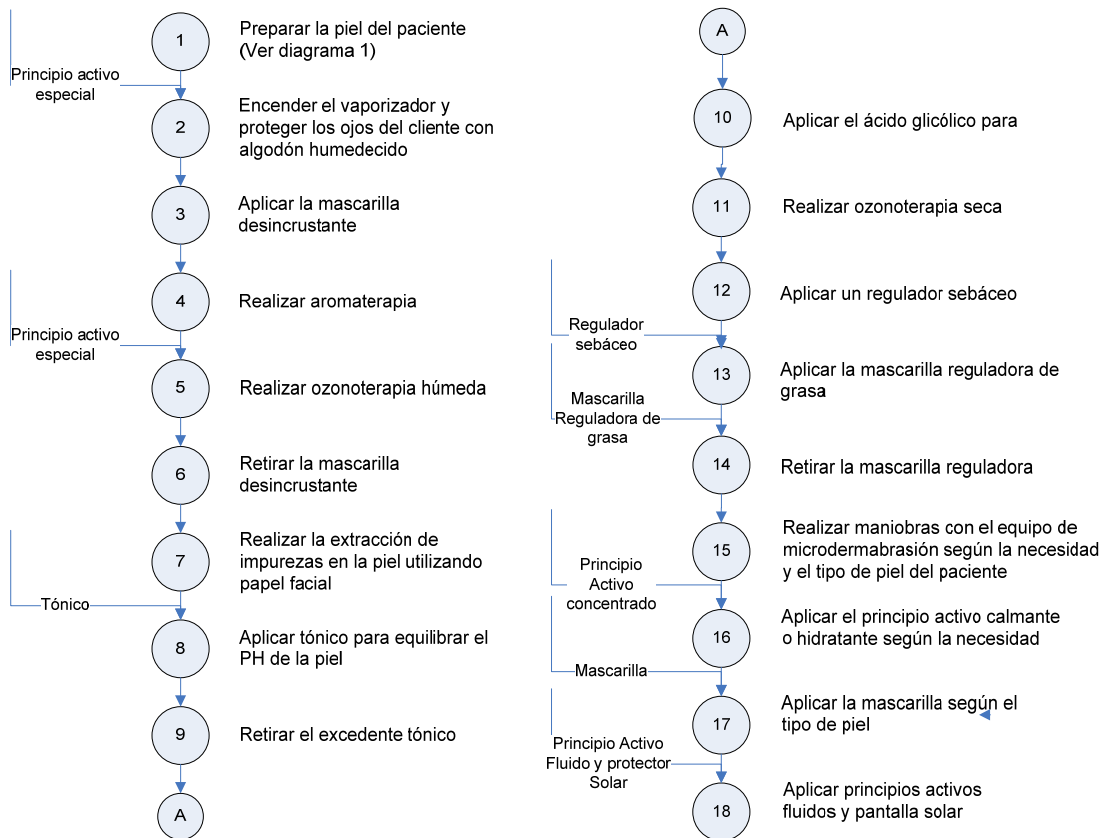 1
Preparar la piel del paciente
(Ver diagrama 1)
Principio activo
especial
2
Encender el vaporizador y
proteger los ojos del cliente con
algodón humedecido
3
Aplicar la mascarilla
desincrustante
4
Realizar aromaterapia
Principio activo
especial
5
Realizar ozonoterapia húmeda
6
Retirar la mascarilla
desincrustante
7
Realizar la extracción de
impurezas en la piel utilizando
papel facial
Tónico
8
Aplicar tónico para equilibrar el
PH de la piel
9
Retirar el excedente tónico
A
A
10
Aplicar el ácido glicólico para
11
Realizar ozonoterapia seca
12
Aplicar un regulador sebáceo
Regulador
sebáceo
13
Aplicar la mascarilla reguladora de
grasa
Mascarilla
Reguladora de
grasa
14
Retirar la mascarilla reguladora
15
Realizar maniobras con el equipo de
microdermabrasión según la necesidad
y el tipo de piel del paciente
Principio
Activo
concentrado
16
Aplicar el principio activo calmante
o hidratante según la necesidad
Mascarilla
17
Aplicar la mascarilla según el
tipo de piel
Principio Activo
Fluido y protector
Solar
18
Aplicar principios activos
fluidos y pantalla solar